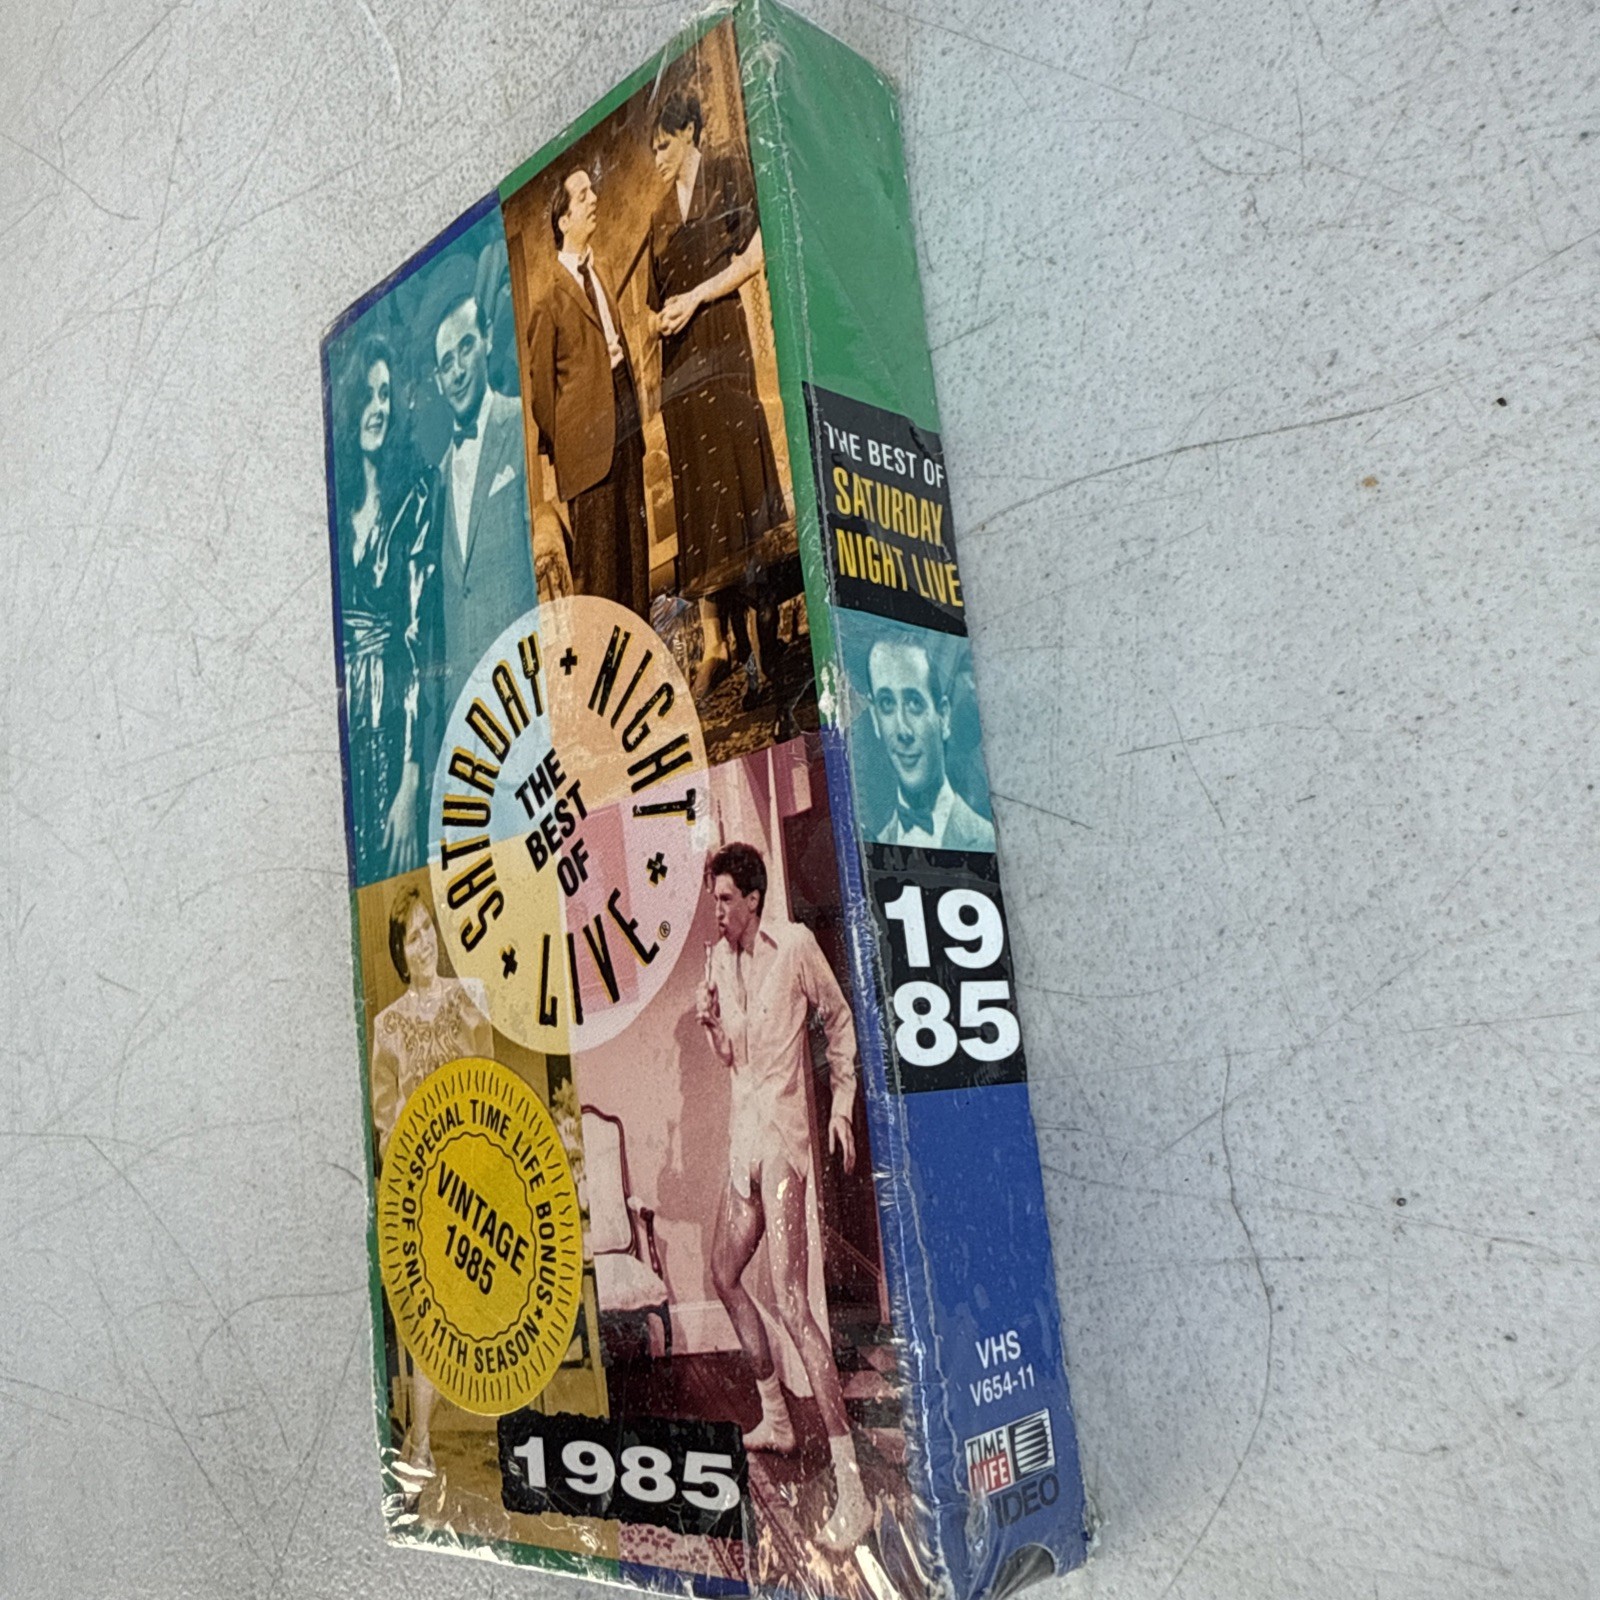 SATURDAY NIGHT LIVE®
THE
BEST
OF
SPECIAL TIME LIFE BONUS
OF SNL'S 11TH SEASON
VINTAGE
1985
1985
THE BEST OF
SATURDAY
NIGHT LIVE
19
85
VHS
V654-11
TIME
LIFE
VIDEO